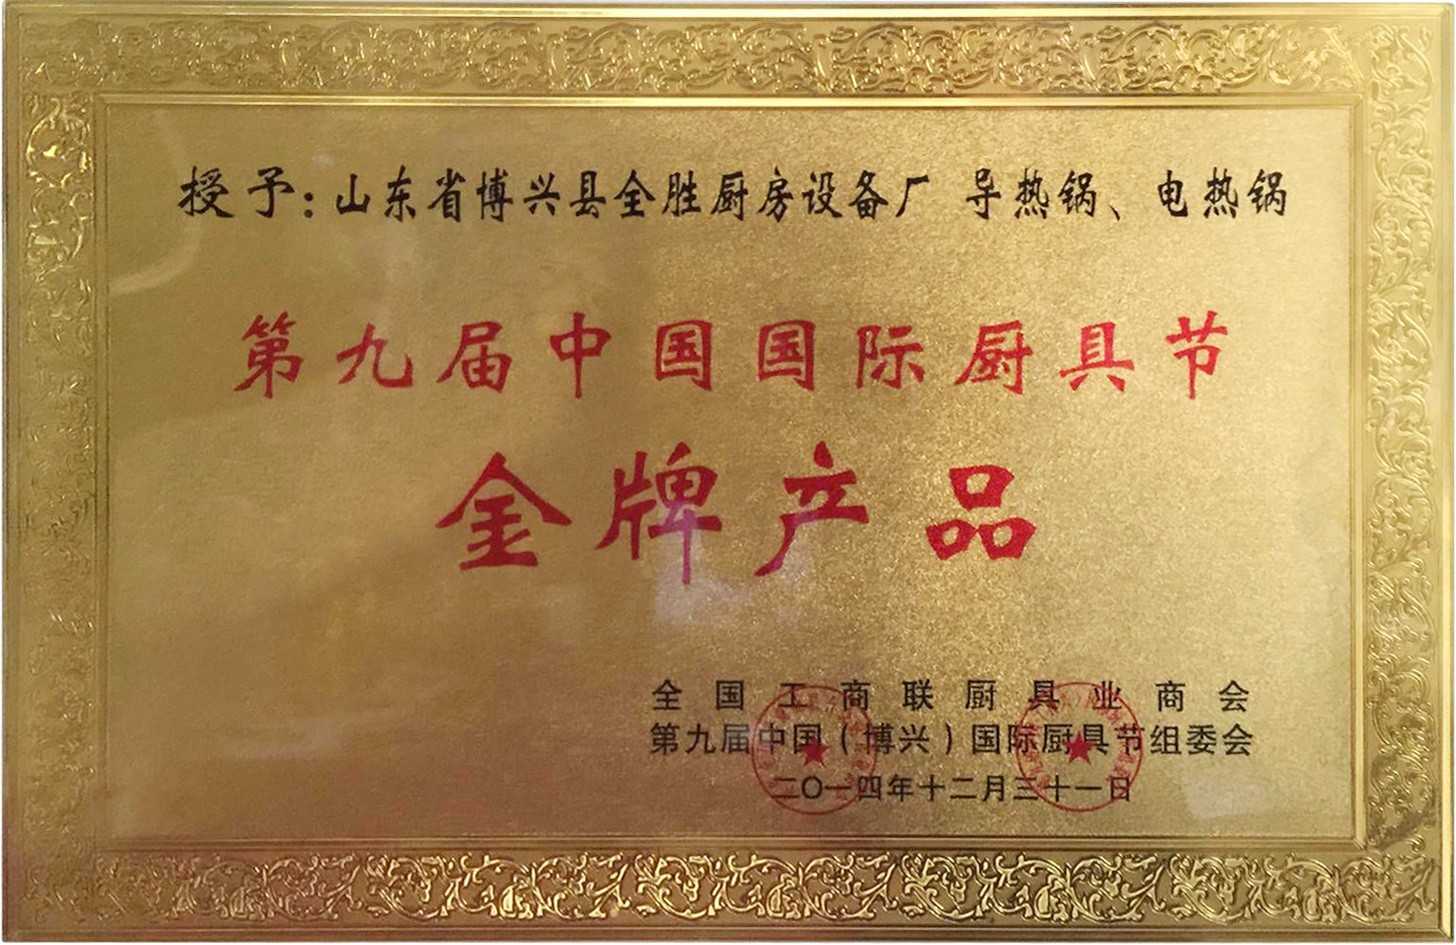 授予:山东省博兴县全胜厨房设备厂 导热锅、电热锅
第九届中国国际厨具节
金牌产品
全国工商联厨具业商会
第九届中国(博兴)国际厨具节组委会
二〇一四年十二月三十一日